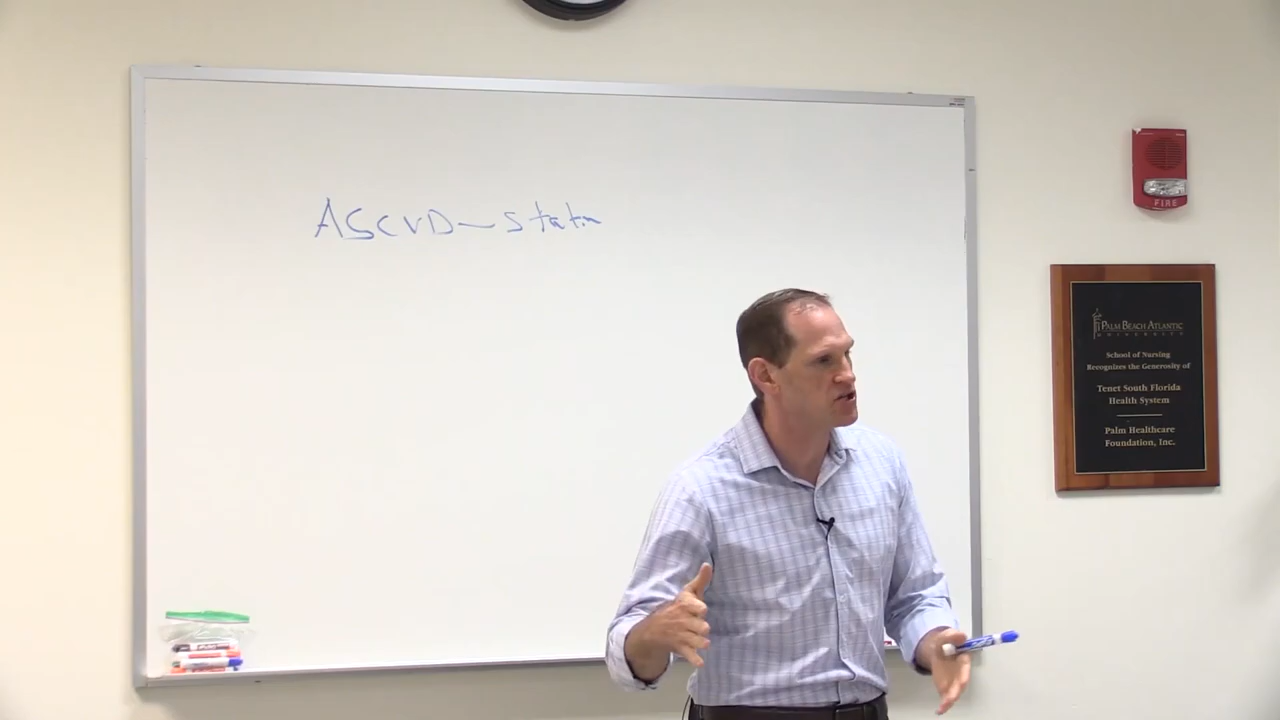 ASCVD - Statin
FIRE
PALM BEACH ATLANTIC
UNIVERSITY
School of Nursing
Recognizes the Generosity of
Tenet South Florida
Health System
Palm Healthcare
Foundation, Inc.